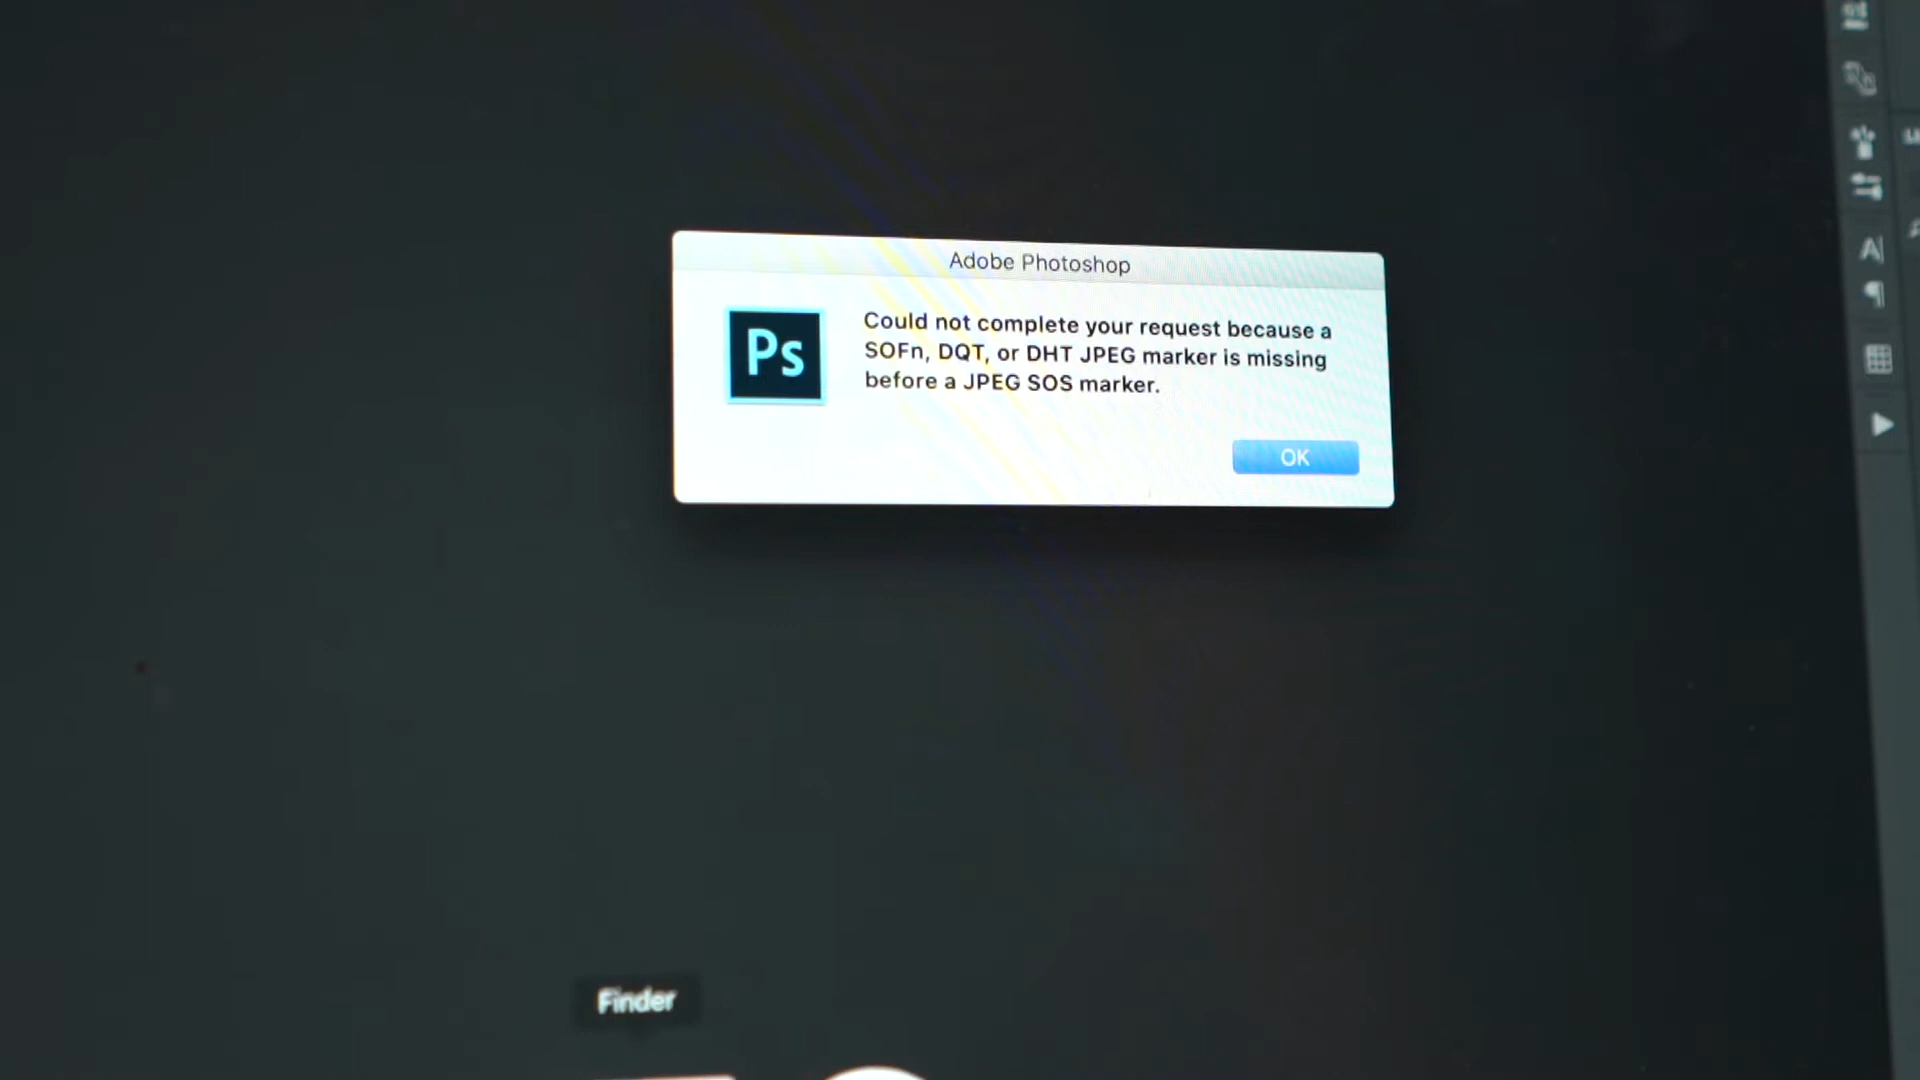 Adobe Photoshop
Ps
Could not complete your request because a
SOFn, DQT, or DHT JPEG marker is missing
before a JPEG SOS marker.
OK
A
¶
Finder